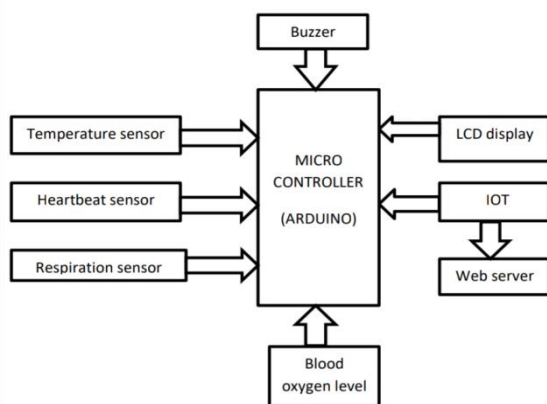 Buzzer
Temperature sensor
Heartbeat sensor
Respiration sensor
MICRO
CONTROLLER
(ARDUINO)
LCD display
IOT
Web server
Blood
oxygen level